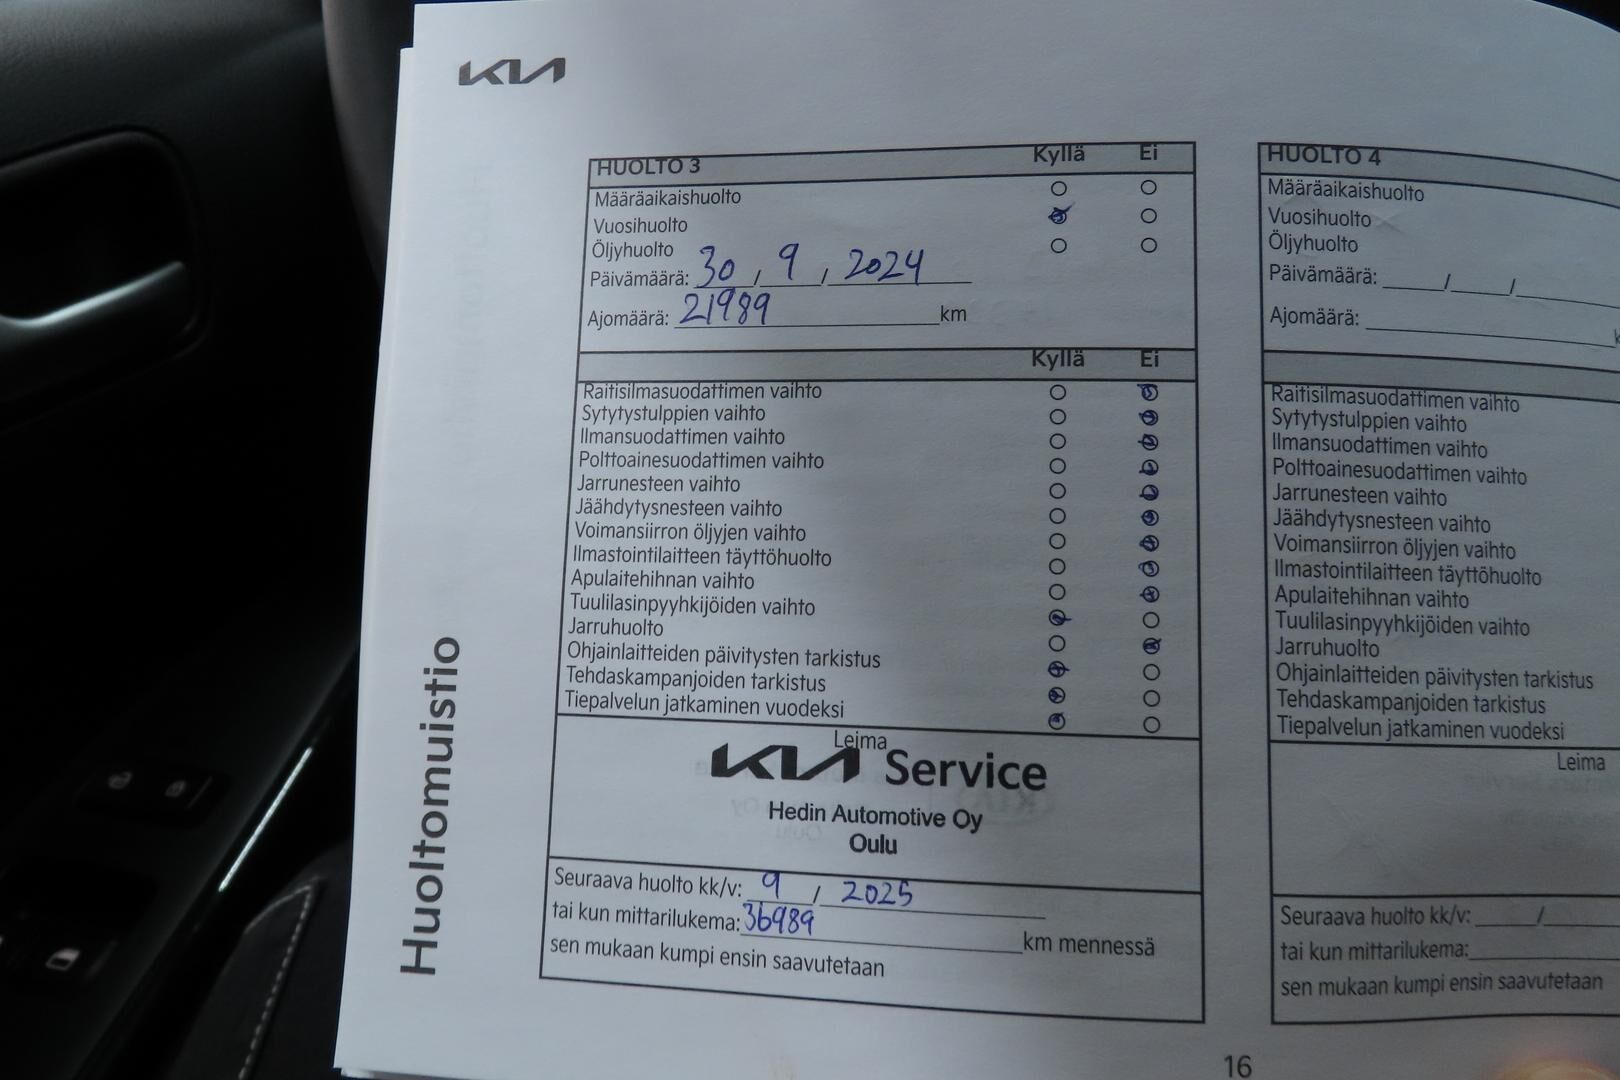 KIA
HUOLTO 3 Kyllä Ei
Määräaikaishuolto
Vuosihuolto
Öljyhuolto
Päivämäärä: 30 / 9 / 2024
Ajomäärä: 21989 km
Kyllä Ei
Raitisilmasuodattimen vaihto
Sytytystulppien vaihto
Ilmansuodattimen vaihto
Polttoainesuodattimen vaihto
Jarrunesteen vaihto
Jäähdytysnesteen vaihto
Voimansiirron öljyjen vaihto
Ilmastointilaitteen täyttöhuolto
Apulaitehihnan vaihto
Tuulilasinpyyhkijöiden vaihto
Jarruhuolto
Ohjainlaitteiden päivitysten tarkistus
Tehdaskampanjoiden tarkistus
Tiepalvelun jatkaminen vuodeksi
Leima
KIA Service
Hedin Automotive Oy
Oulu
Seuraava huolto kk/v: 9 / 2025
tai kun mittarilukema: 36989 km mennessä
sen mukaan kumpi ensin saavutetaan
HUOLTO 4
Määräaikaishuolto
Vuosihuolto
Öljyhuolto
Päivämäärä: / /
Ajomäärä:
Raitisilmasuodattimen vaihto
Sytytystulppien vaihto
Ilmansuodattimen vaihto
Polttoainesuodattimen vaihto
Jarrunesteen vaihto
Jäähdytysnesteen vaihto
Voimansiirron öljyjen vaihto
Ilmastointilaitteen täyttöhuolto
Apulaitehihnan vaihto
Tuulilasinpyyhkijöiden vaihto
Jarruhuolto
Ohjainlaitteiden päivitysten tarkistus
Tehdaskampanjoiden tarkistus
Tiepalvelun jatkaminen vuodeksi
Leima
Seuraava huolto kk/v: /
tai kun mittarilukema:
sen mukaan kumpi ensin saavutetaan
Huoltomuistio
16